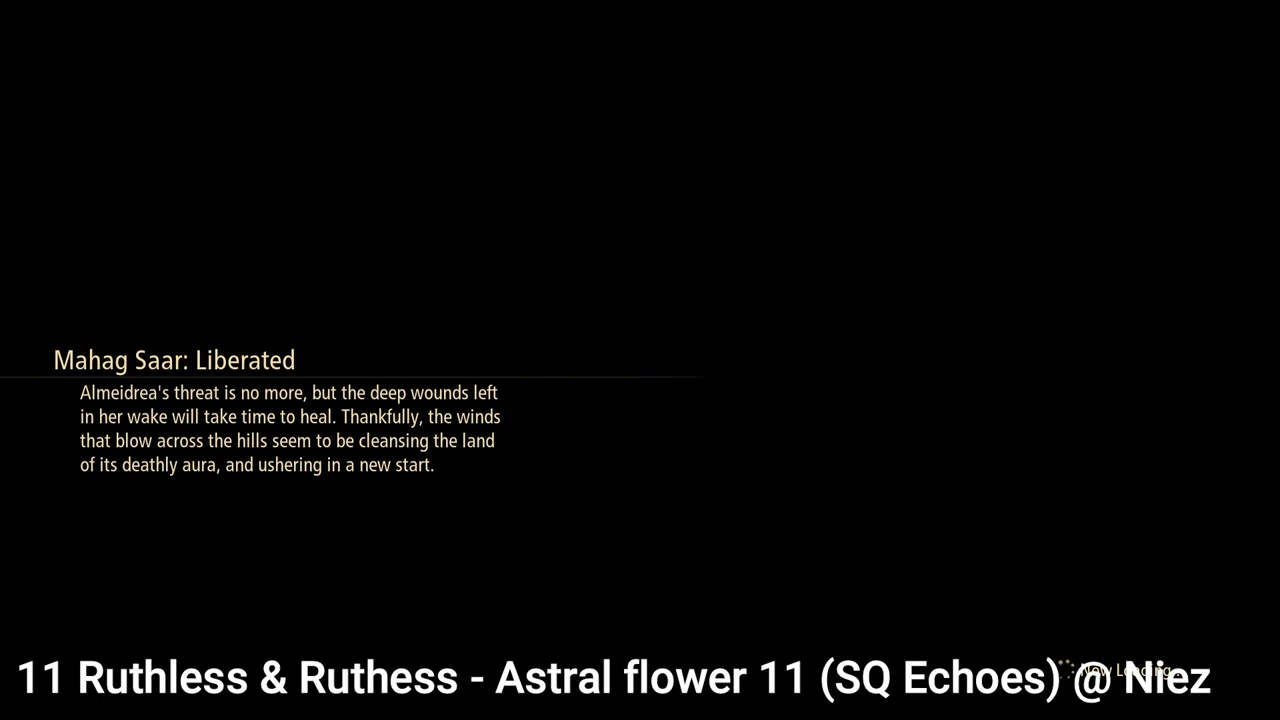 Mahag Saar: Liberated
Almeidrea's threat is no more, but the deep wounds left
in her wake will take time to heal. Thankfully, the winds
that blow across the hills seem to be cleansing the land
of its deathly aura, and ushering in a new start.
Now Loading
11 Ruthless & Ruthess - Astral flower 11 (SQ Echoes) @ Niez